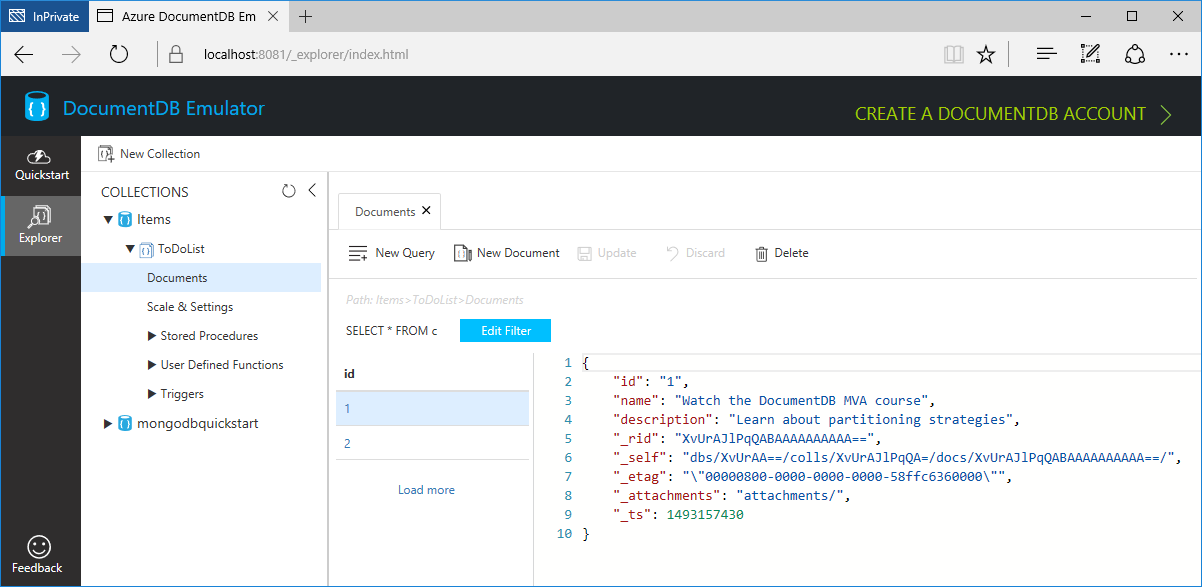 InPrivate
Azure DocumentDB Em
localhost:8081/_explorer/index.html
DocumentDB Emulator
CREATE A DOCUMENTDB ACCOUNT
Quickstart
Explorer
Feedback
New Collection
COLLECTIONS
Items
ToDoList
Documents
Scale & Settings
Stored Procedures
User Defined Functions
Triggers
mongodbquickstart
Documents
New Query New Document Update Discard Delete
Path: Items>ToDoList>Documents
SELECT * FROM c Edit Filter
id
1
2
Load more
1 {
2 "id": "1",
3 "name": "Watch the DocumentDB MVA course",
4 "description": "Learn about partitioning strategies",
5 "_rid": "XvUrAJlPqQABAAAAAAAAAA==",
6 "_self": "dbs/XvUrAA==/colls/XvUrAJlPqQA=/docs/XvUrAJlPqQABAAAAAAAAAA==/",
7 "_etag": "\"00000800-0000-0000-0000-58ffc6360000\"",
8 "_attachments": "attachments/",
9 "_ts": 1493157430
10 }